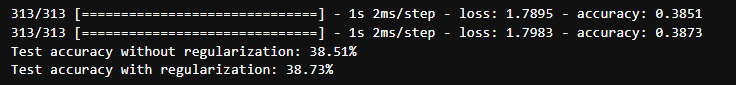 313/313 [==============================] - 1s 2ms/step - loss: 1.7895 - accuracy: 0.3851
313/313 [==============================] - 1s 2ms/step - loss: 1.7983 - accuracy: 0.3873
Test accuracy without regularization: 38.51%
Test accuracy with regularization: 38.73%